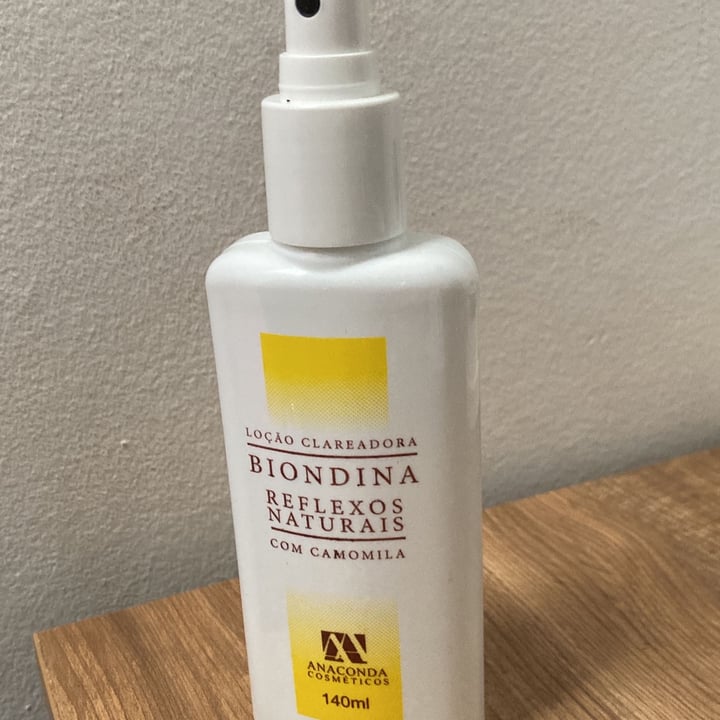 LOÇÃO CLAREADORA
BIONDINA
REFLEXOS
NATURAIS
COM CAMOMILA
ANACONDA
COSMÉTICOS
140ml